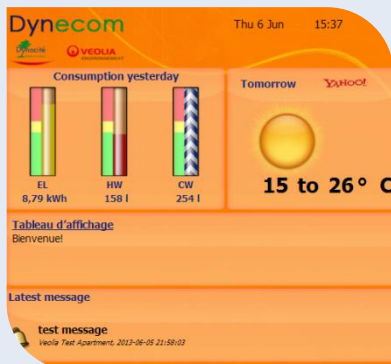 Dynecom
Thu 6 Jun 15:37
Dynacité
VEOLIA
ENVIRONNEMENT
Consumption yesterday
Tomorrow YAHOO!
EL HW CW
8,79 kWh 158 l 254 l
15 to 26° C
Tableau d'affichage
Bienvenue!
Latest message
test message
Veolia Test Apartment, 2013-06-05 21:58:03